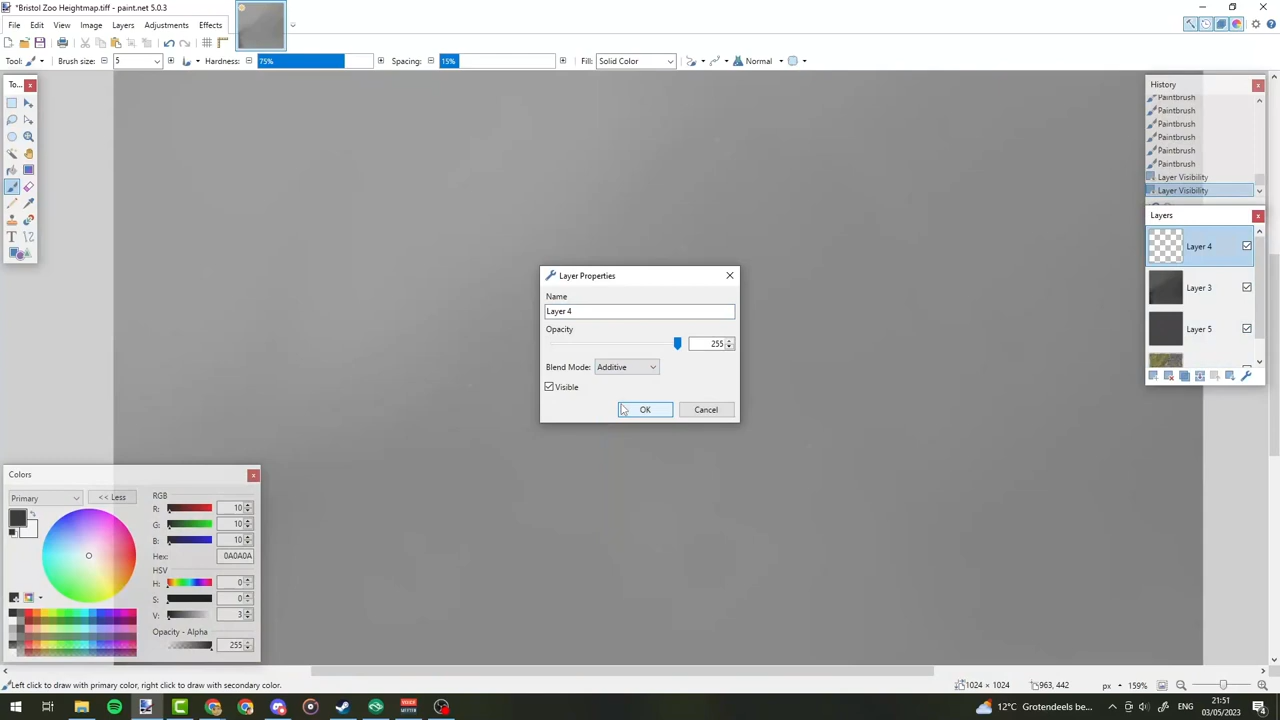 *Bristol Zoo Heightmap.tiff - paint.net 5.0.3
File Edit View Image Layers Adjustments Effects
Tool: Brush size: 5 Hardness: 75% Spacing: 15% Fill: Solid Color Normal
To...
History
Paintbrush
Paintbrush
Paintbrush
Paintbrush
Paintbrush
Paintbrush
Layer Visibility
Layer Visibility
Layers
Layer 4
Layer 3
Layer 5
Layer Properties
Name
Layer 4
Opacity
255
Blend Mode: Additive
Visible
OK Cancel
Colors
Primary << Less
RGB
R: 10
G: 10
B: 10
Hex: 0A0A0A
HSV
H: 0
S: 0
V: 3
Opacity - Alpha
255
Left click to draw with primary color, right click to draw with secondary color.
1024 × 1024 963, 442 px 159%
12°C Grotendeels be... ENG 21:51
03/05/2023